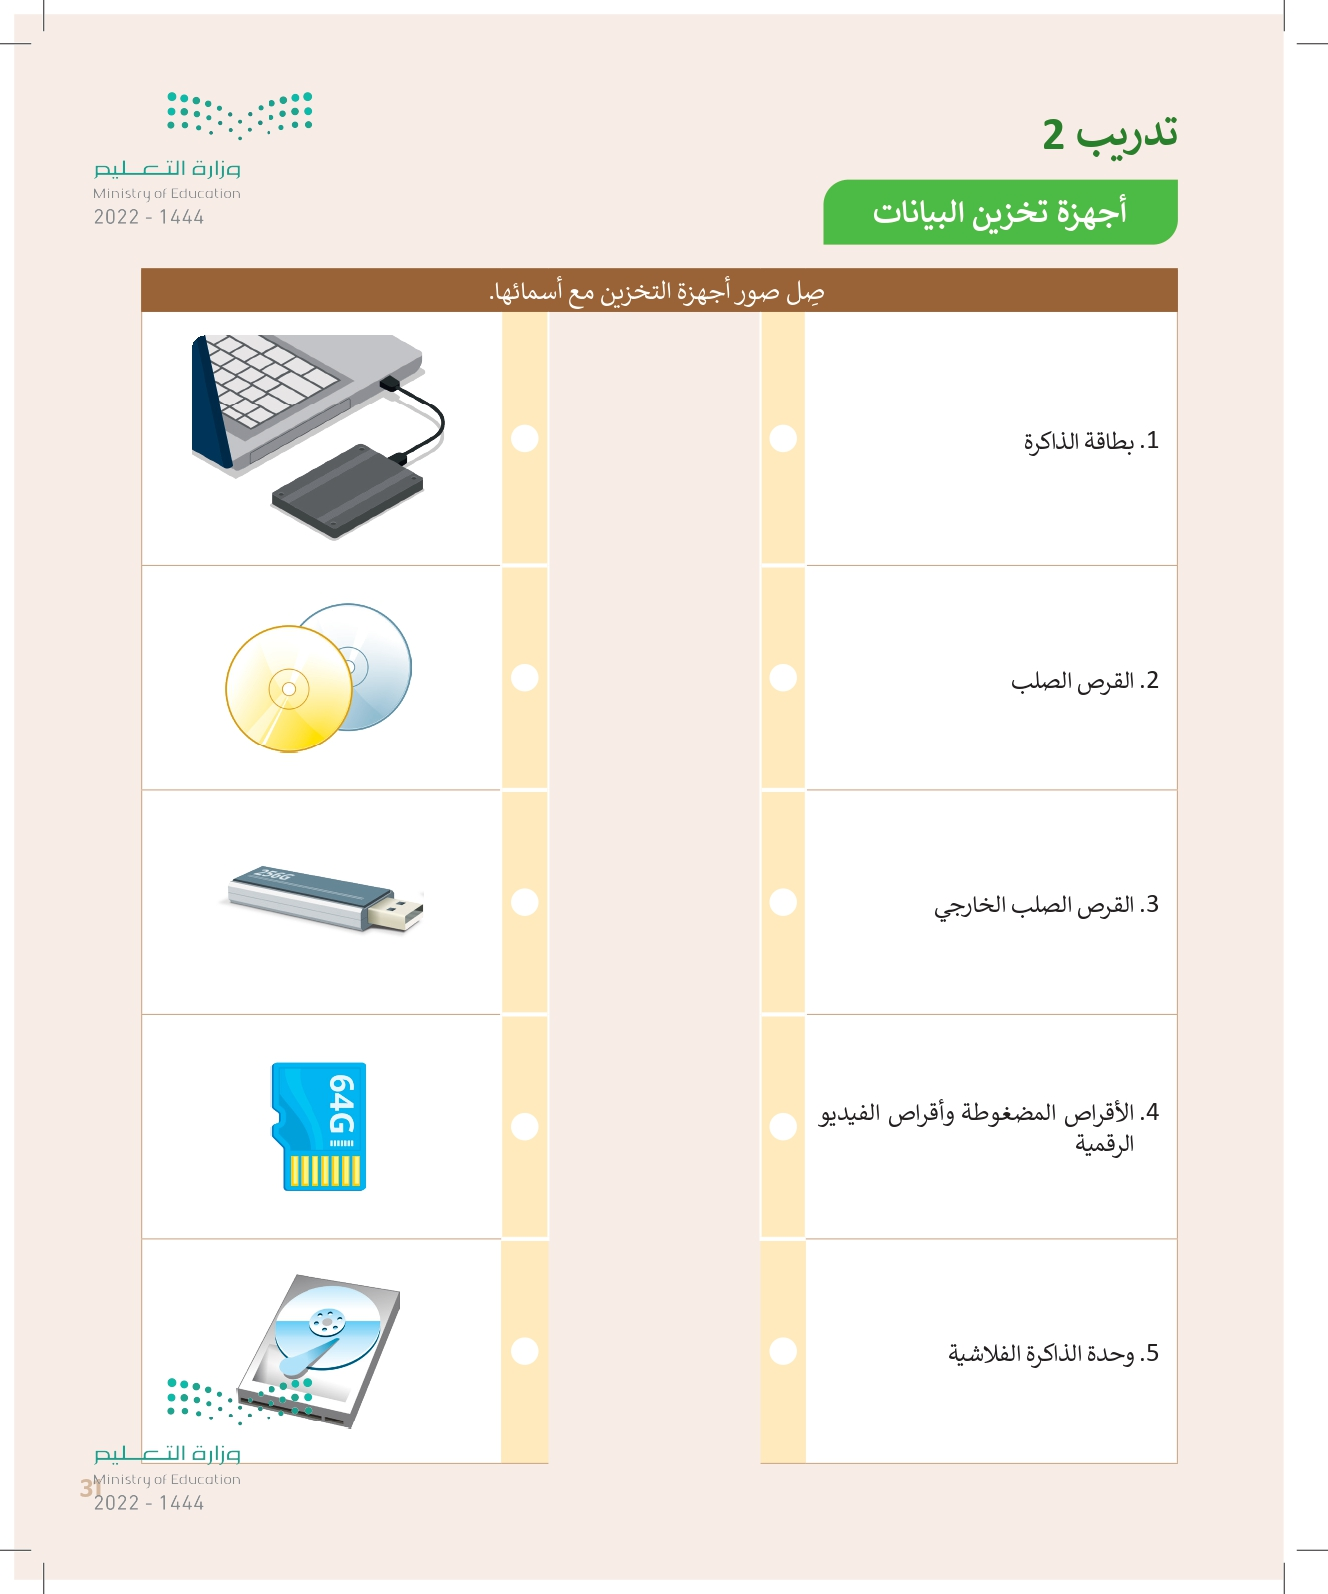 وزارة التعليم
Ministry of Education
2022 - 1444
تدريب 2
أجهزة تخزين البيانات
صِل صور أجهزة التخزين مع أسمائها.
1. بطاقة الذاكرة
2. القرص الصلب
256G
3. القرص الصلب الخارجي
64G
4. الأقراص المضغوطة وأقراص الفيديو
الرقمية
5. وحدة الذاكرة الفلاشية
وزارة التعليم
Ministry of Education
31
2022 - 1444